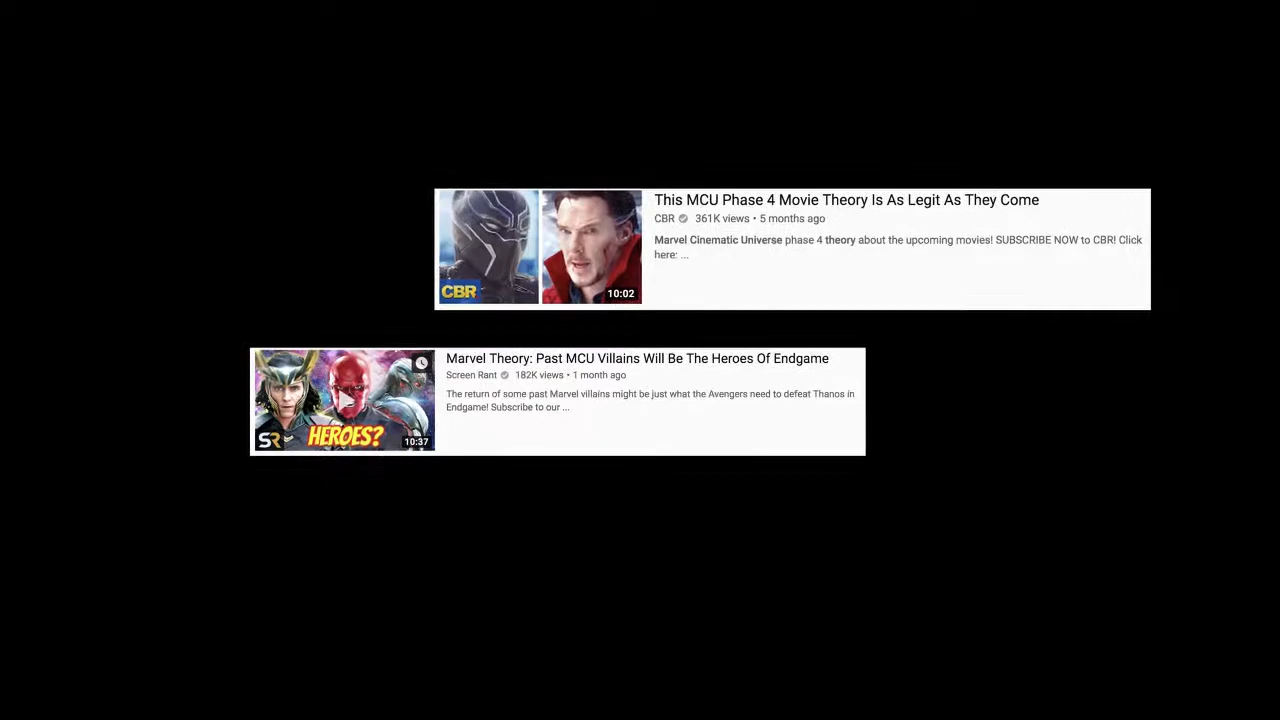 This MCU Phase 4 Movie Theory Is As Legit As They Come
CBR 361K views • 5 months ago
Marvel Cinematic Universe phase 4 theory about the upcoming movies! SUBSCRIBE NOW to CBR! Click
here: ...
CBR
10:02
Marvel Theory: Past MCU Villains Will Be The Heroes Of Endgame
Screen Rant 182K views • 1 month ago
The return of some past Marvel villains might be just what the Avengers need to defeat Thanos in
Endgame! Subscribe to our ...
SR
HEROES?
10:37